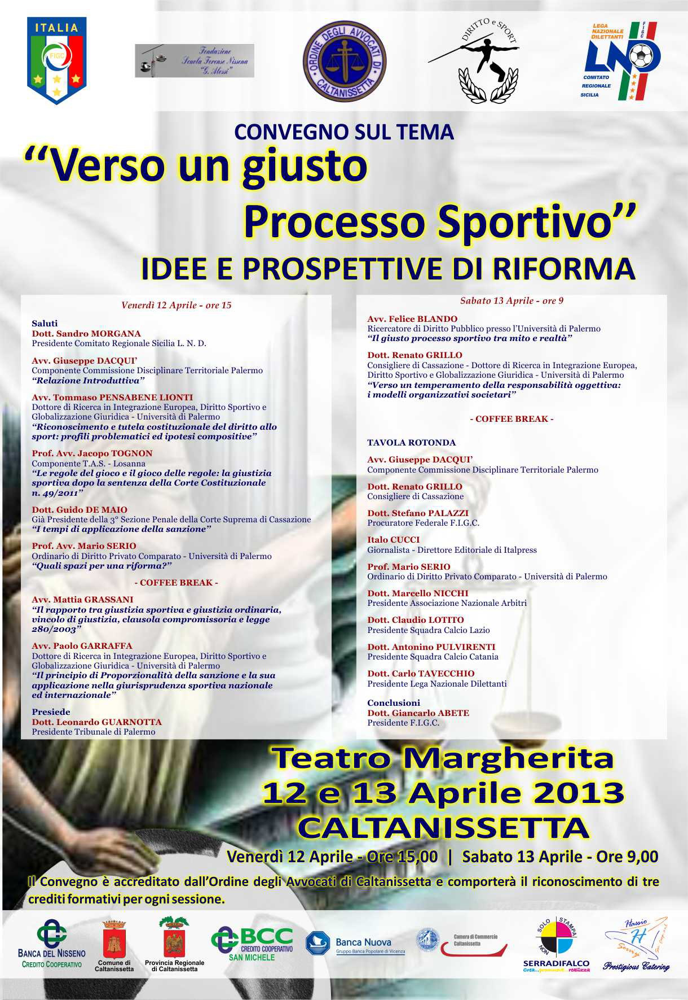 ITALIA
FIGC
Fondazione
Scuola Forense Nissena
"G. Alessi"
ORDINE DEGLI AVVOCATI DI CALTANISSETTA
DIRITTO e SPORT
LEGA
NAZIONALE
DILETTANTI
FIGC
LND
COMITATO
REGIONALE
SICILIA
CONVEGNO SUL TEMA
“Verso un giusto
Processo Sportivo”
IDEE E PROSPETTIVE DI RIFORMA
Venerdì 12 Aprile - ore 15
Saluti
Dott. Sandro MORGANA
Presidente Comitato Regionale Sicilia L. N. D.
Avv. Giuseppe DACQUI’
Componente Commissione Disciplinare Territoriale Palermo
“Relazione Introduttiva”
Avv. Tommaso PENSABENE LIONTI
Dottore di Ricerca in Integrazione Europea, Diritto Sportivo e
Globalizzazione Giuridica - Università di Palermo
“Riconoscimento e tutela costituzionale del diritto allo
sport: profili problematici ed ipotesi compositive”
Prof. Avv. Jacopo TOGNON
Componente T.A.S. - Losanna
“Le regole del gioco e il gioco delle regole: la giustizia
sportiva dopo la sentenza della Corte Costituzionale
n. 49/2011”
Dott. Guido DE MAIO
Già Presidente della 3° Sezione Penale della Corte Suprema di Cassazione
“I tempi di applicazione della sanzione”
Prof. Avv. Mario SERIO
Ordinario di Diritto Privato Comparato - Università di Palermo
“Quali spazi per una riforma?”
- COFFEE BREAK -
Avv. Mattia GRASSANI
“Il rapporto tra giustizia sportiva e giustizia ordinaria,
vincolo di giustizia, clausola compromissoria e legge
280/2003”
Avv. Paolo GARRAFFA
Dottore di Ricerca in Integrazione Europea, Diritto Sportivo e
Globalizzazione Giuridica - Università di Palermo
“Il principio di Proporzionalità della sanzione e la sua
applicazione nella giurisprudenza sportiva nazionale
ed internazionale”
Presiede
Dott. Leonardo GUARNOTTA
Presidente Tribunale di Palermo
Sabato 13 Aprile - ore 9
Avv. Felice BLANDO
Ricercatore di Diritto Pubblico presso l’Università di Palermo
“Il giusto processo sportivo tra mito e realtà”
Dott. Renato GRILLO
Consigliere di Cassazione - Dottore di Ricerca in Integrazione Europea,
Diritto Sportivo e Globalizzazione Giuridica - Università di Palermo
“Verso un temperamento della responsabilità oggettiva:
i modelli organizzativi societari”
- COFFEE BREAK -
TAVOLA ROTONDA
Avv. Giuseppe DACQUI’
Componente Commissione Disciplinare Territoriale Palermo
Dott. Renato GRILLO
Consigliere di Cassazione
Dott. Stefano PALAZZI
Procuratore Federale F.I.G.C.
Italo CUCCI
Giornalista - Direttore Editoriale di Italpress
Prof. Mario SERIO
Ordinario di Diritto Privato Comparato - Università di Palermo
Dott. Marcello NICCHI
Presidente Associazione Nazionale Arbitri
Dott. Claudio LOTITO
Presidente Squadra Calcio Lazio
Dott. Antonino PULVIRENTI
Presidente Squadra Calcio Catania
Dott. Carlo TAVECCHIO
Presidente Lega Nazionale Dilettanti
Conclusioni
Dott. Giancarlo ABETE
Presidente F.I.G.C.
Teatro Margherita
12 e 13 Aprile 2013
CALTANISSETTA
Venerdì 12 Aprile - Ore 15,00 | Sabato 13 Aprile - Ore 9,00
Il Convegno è accreditato dall’Ordine degli Avvocati di Caltanissetta e comporterà il riconoscimento di tre
crediti formativi per ogni sessione.
BANCA DEL NISSENO
CREDITO COOPERATIVO
Comune di
Caltanissetta
Provincia Regionale
di Caltanissetta
BCC
CREDITO COOPERATIVO
SAN MICHELE
Banca Nuova
Gruppo Banca Popolare di Vicenza
Camera di Commercio
Caltanissetta
NON SOLO STAMPA
SERRADIFALCO
Crea...promuove...realizza
Hassio
H
Servizi
Prestigious Catering